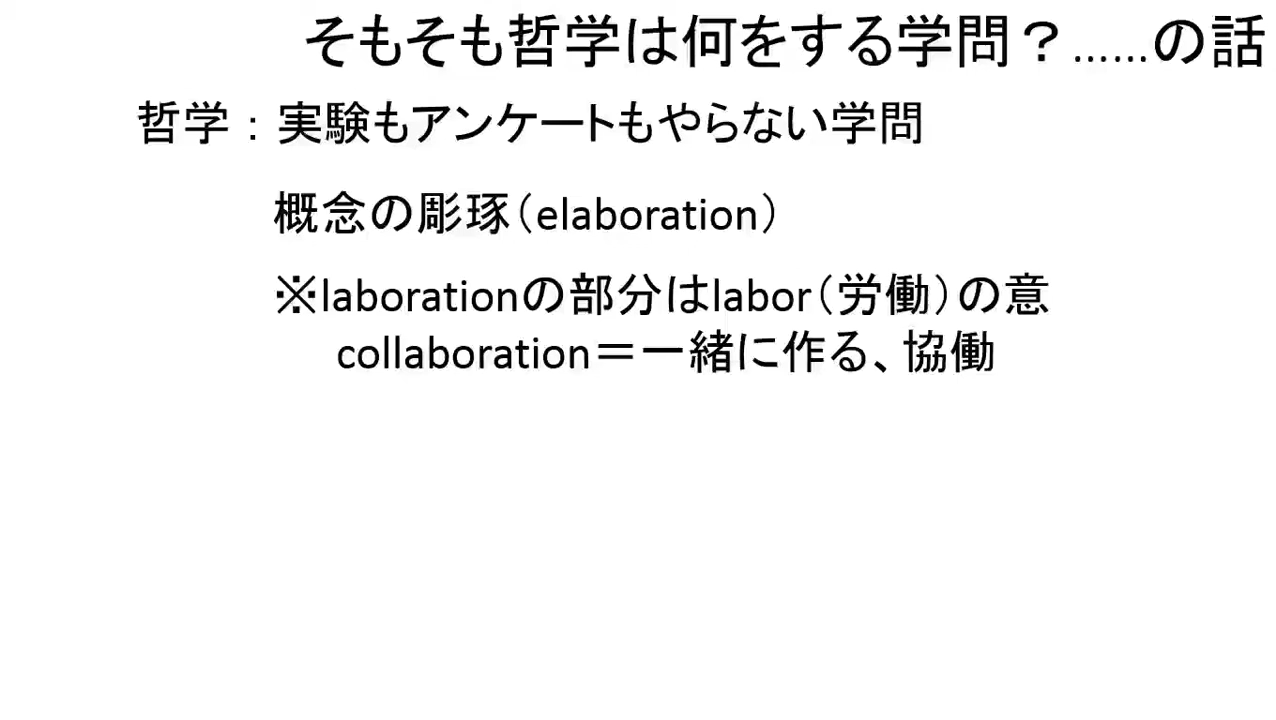 そもそも哲学は何をする学問？……の話
哲学：実験もアンケートもやらない学問
概念の彫琢（elaboration）
※laborationの部分はlabor（労働）の意
collaboration＝一緒に作る、協働